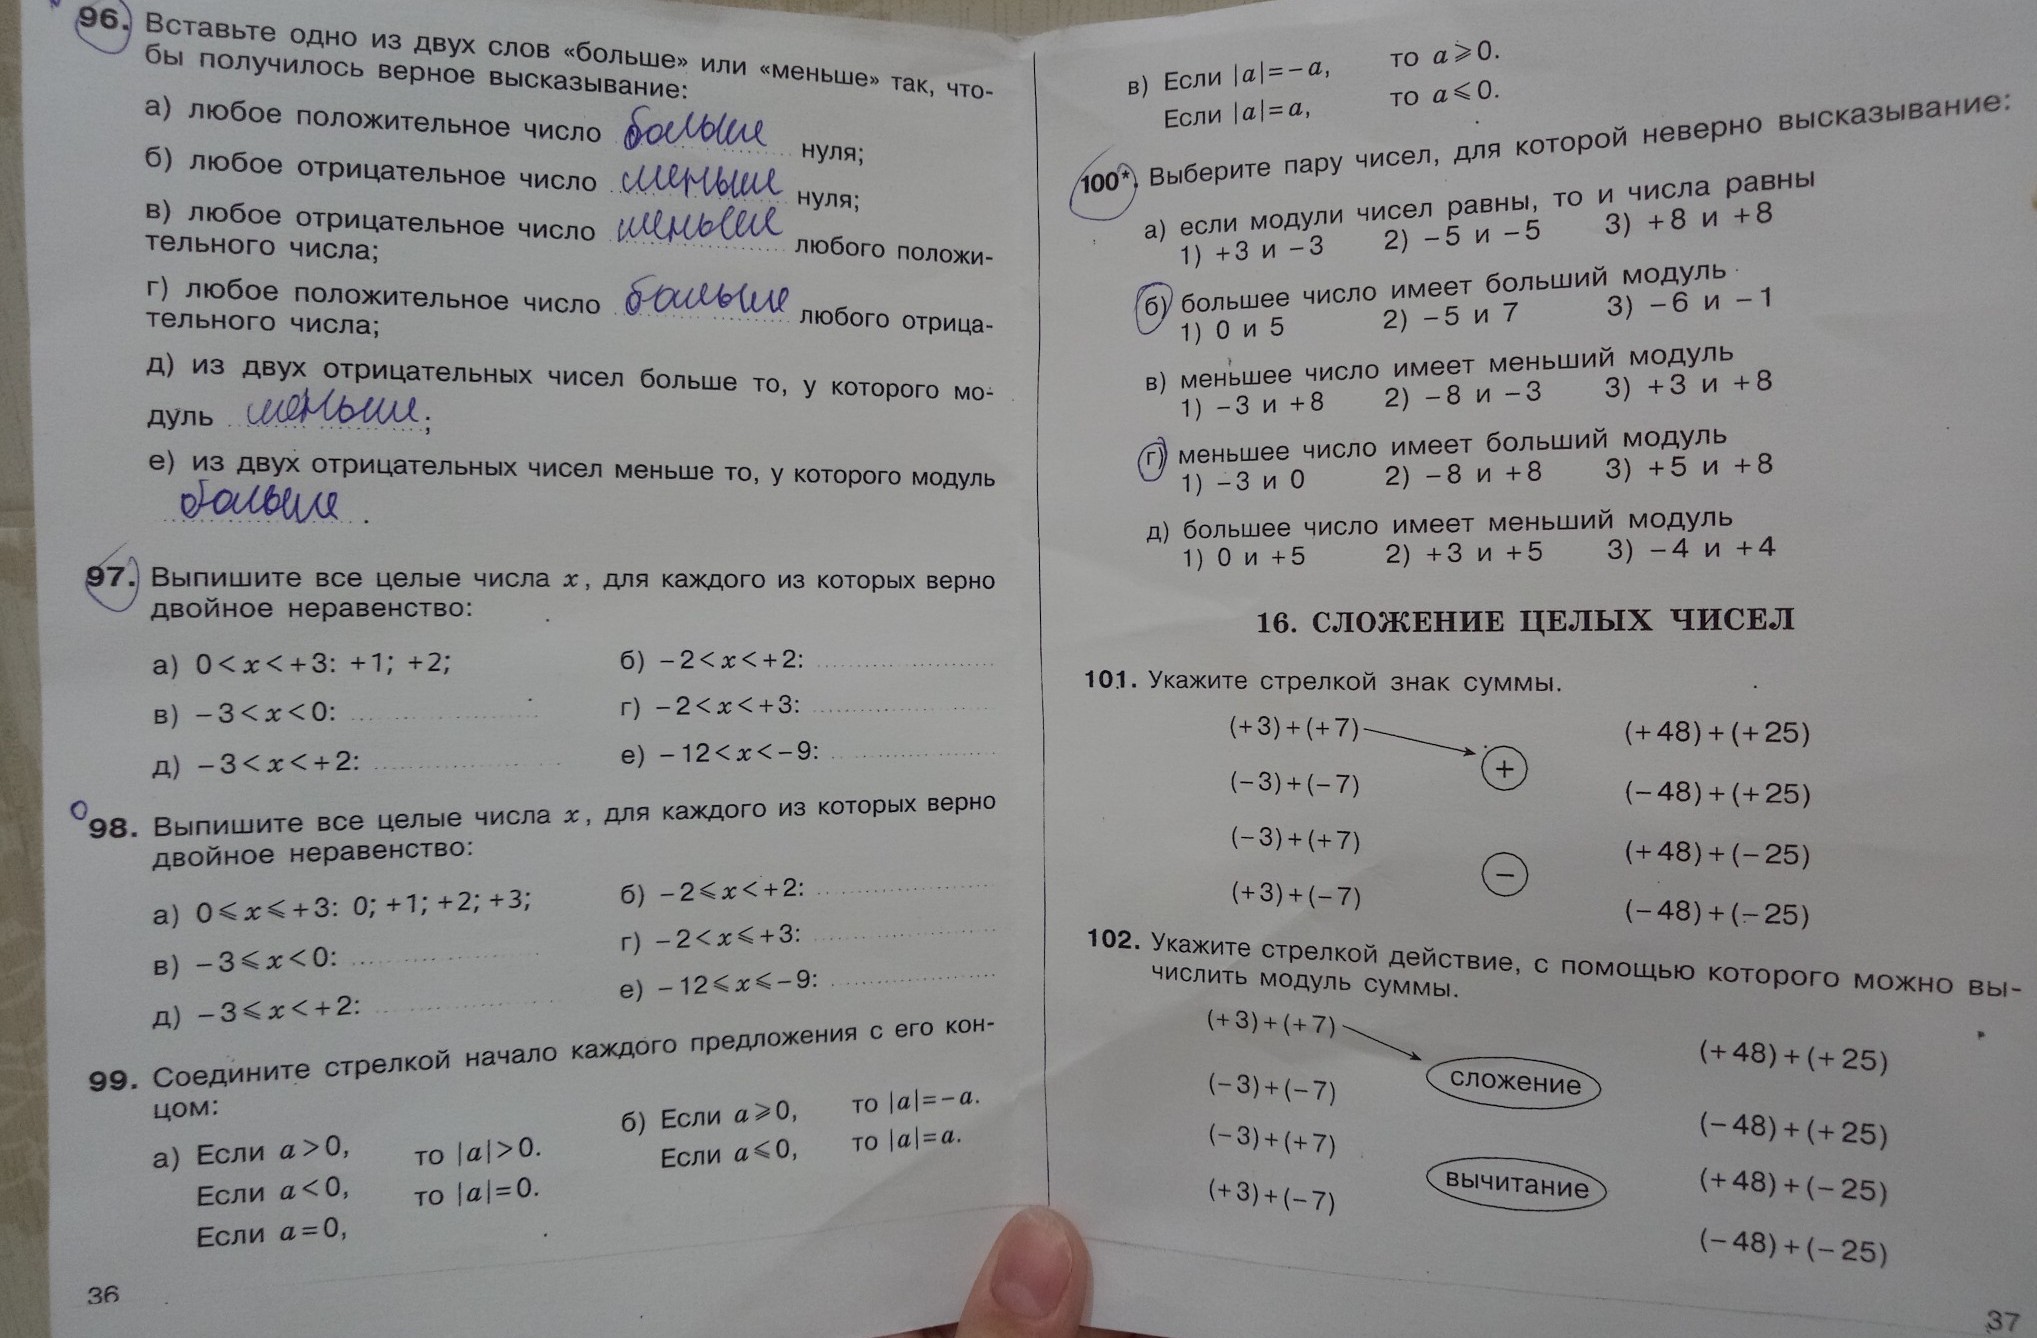 96. Вставьте одно из двух слов «больше» или «меньше» так, что-
бы получилось верное высказывание:
а) любое положительное число больше нуля;
б) любое отрицательное число меньше нуля;
в) любое отрицательное число меньше любого положи-
тельного числа;
г) любое положительное число больше любого отрица-
тельного числа;
д) из двух отрицательных чисел больше то, у которого мо-
дуль меньше;
е) из двух отрицательных чисел меньше то, у которого модуль
больше.
97. Выпишите все целые числа x, для каждого из которых верно
двойное неравенство:
а) 0<x<+3: +1; +2; б) −2<x<+2:
в) −3<x<0: г) −2<x<+3:
д) −3<x<+2: е) −12<x<−9:
98. Выпишите все целые числа x, для каждого из которых верно
двойное неравенство:
а) 0⩽x⩽+3: 0; +1; +2; +3; б) −2⩽x<+2:
в) −3⩽x<0: г) −2<x⩽+3:
д) −3⩽x<+2: е) −12⩽x⩽−9:
99. Соедините стрелкой начало каждого предложения с его кон-
цом:
а) Если a>0, то |a|>0. б) Если a⩾0, то |a|=−a.
Если a<0, то |a|=0. Если a⩽0, то |a|=a.
Если a=0,
36
в) Если |a|=−a, то a⩾0.
Если |a|=a, то a⩽0.
100*. Выберите пару чисел, для которой неверно высказывание:
а) если модули чисел равны, то и числа равны
1) +3 и −3 2) −5 и −5 3) +8 и +8
б) большее число имеет больший модуль
1) 0 и 5 2) −5 и 7 3) −6 и −1
в) меньшее число имеет меньший модуль
1) −3 и +8 2) −8 и −3 3) +3 и +8
г) меньшее число имеет больший модуль
1) −3 и 0 2) −8 и +8 3) +5 и +8
д) большее число имеет меньший модуль
1) 0 и +5 2) +3 и +5 3) −4 и +4
16. СЛОЖЕНИЕ ЦЕЛЫХ ЧИСЕЛ
101. Укажите стрелкой знак суммы.
(+3)+(+7) (+48)+(+25)
+
(−3)+(−7) (−48)+(+25)
(−3)+(+7) (+48)+(−25)
−
(+3)+(−7) (−48)+(−25)
102. Укажите стрелкой действие, с помощью которого можно вы-
числить модуль суммы.
(+3)+(+7) (+48)+(+25)
сложение
(−3)+(−7) (−48)+(+25)
(−3)+(+7) (+48)+(−25)
вычитание
(+3)+(−7) (−48)+(−25)
37